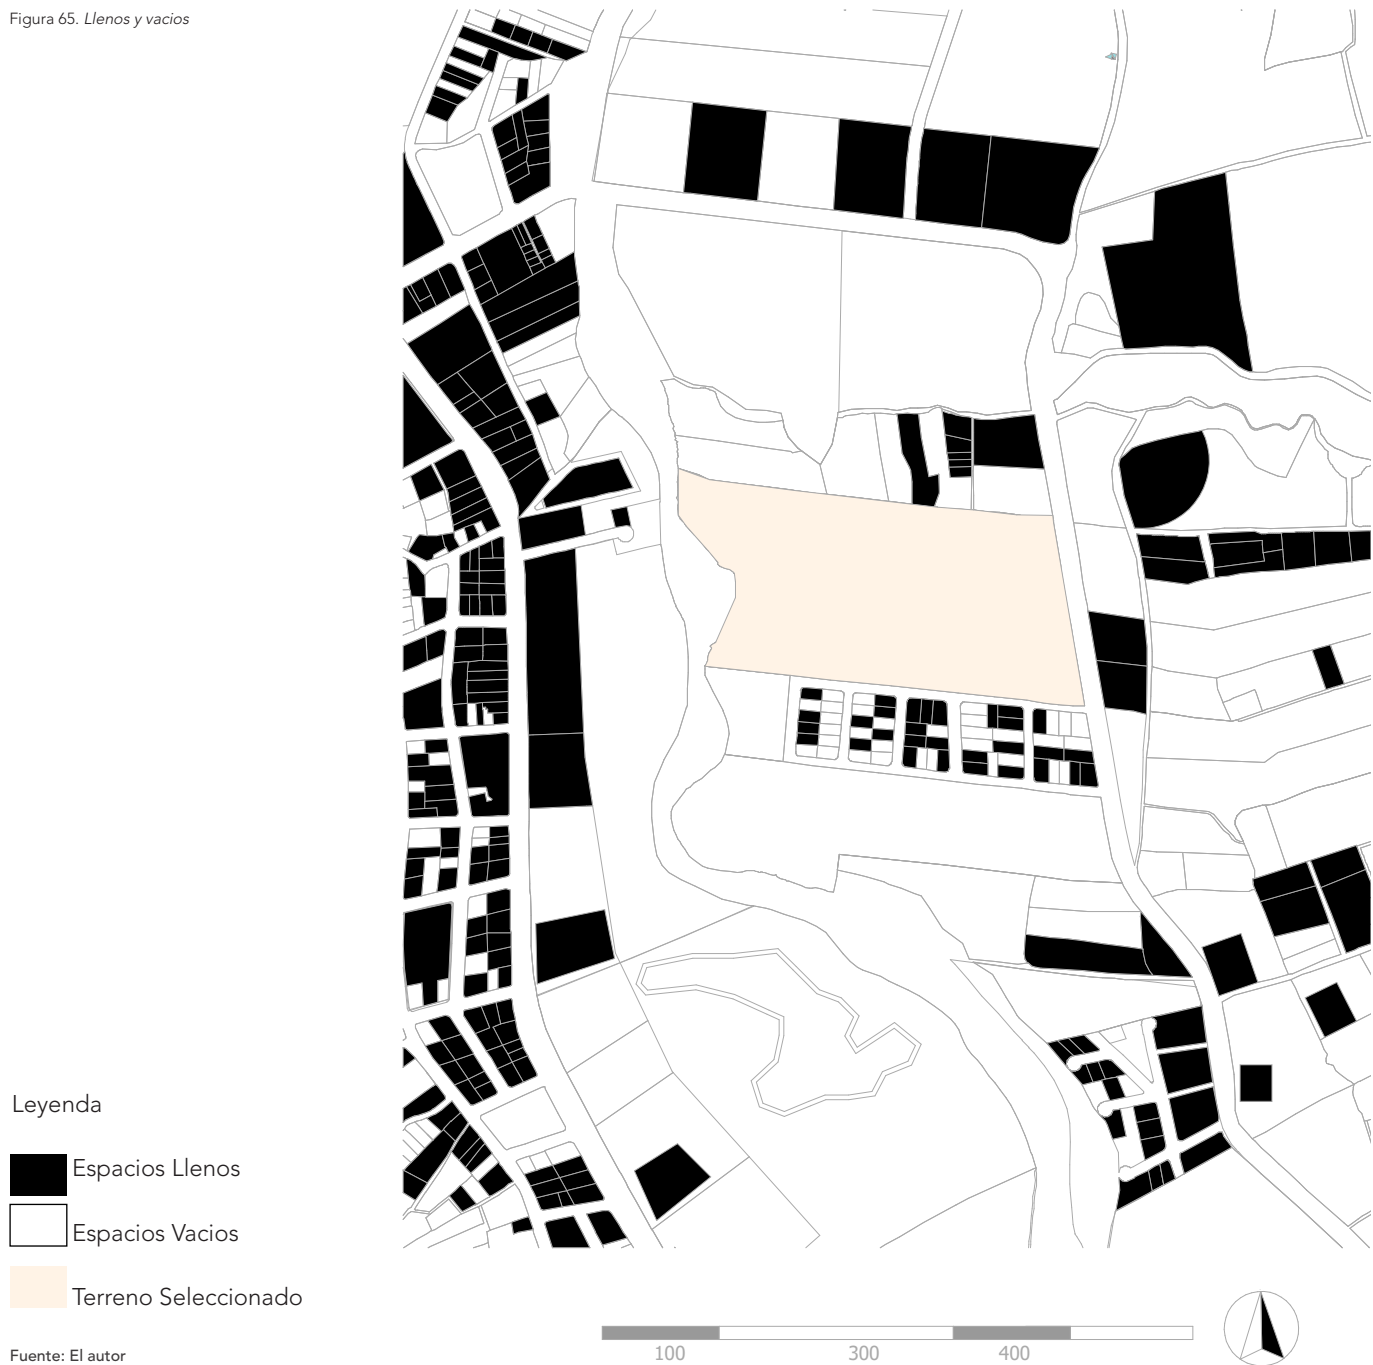 Figura 65. Llenos y vacios
Leyenda
Espacios Llenos
Espacios Vacios
Terreno Seleccionado
Fuente: El autor
100 300 400